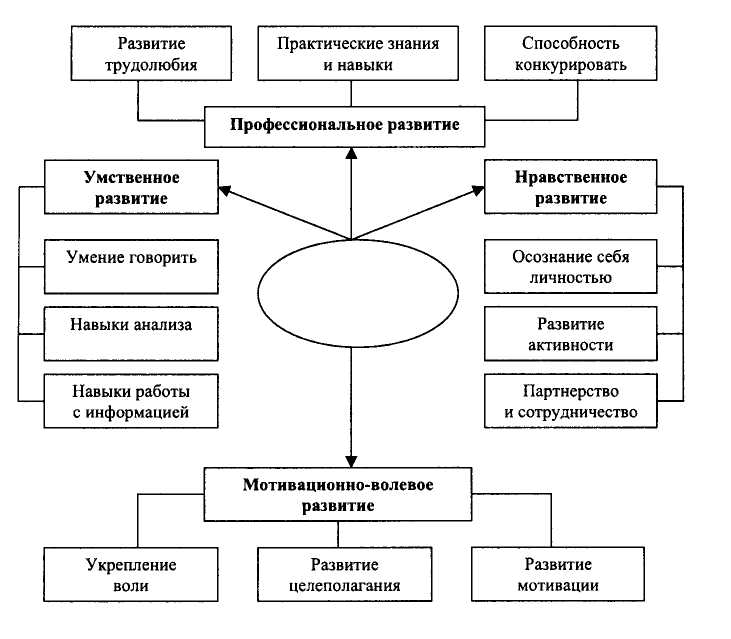 Развитие
трудолюбия
Практические знания
и навыки
Способность
конкурировать
Профессиональное развитие
Умственное
развитие
Нравственное
развитие
Умение говорить
Осознание себя
личностью
Навыки анализа
Развитие
активности
Навыки работы
с информацией
Партнерство
и сотрудничество
Мотивационно-волевое
развитие
Укрепление
воли
Развитие
целеполагания
Развитие
мотивации